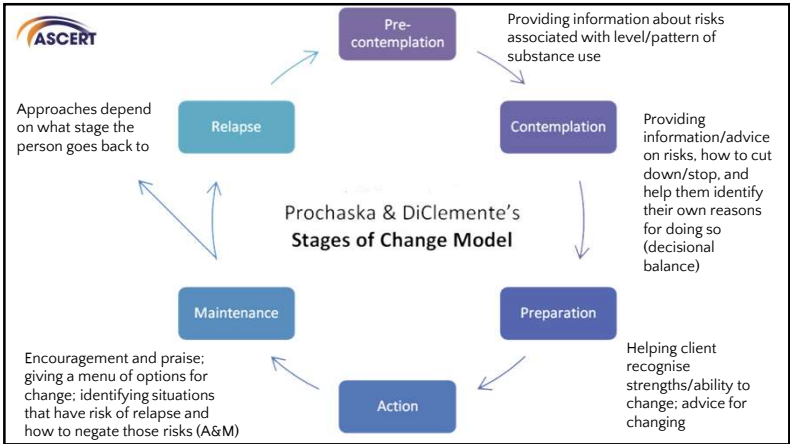 ASCERT
Pre-
contemplation
Providing information about risks
associated with level/pattern of
substance use
Contemplation
Providing
information/advice
on risks, how to cut
down/stop, and
help them identify
their own reasons
for doing so
(decisional
balance)
Preparation
Helping client
recognise
strengths/ability to
change; advice for
changing
Action
Maintenance
Encouragement and praise;
giving a menu of options for
change; identifying situations
that have risk of relapse and
how to negate those risks (A&M)
Relapse
Approaches depend
on what stage the
person goes back to
Prochaska & DiClemente’s
Stages of Change Model